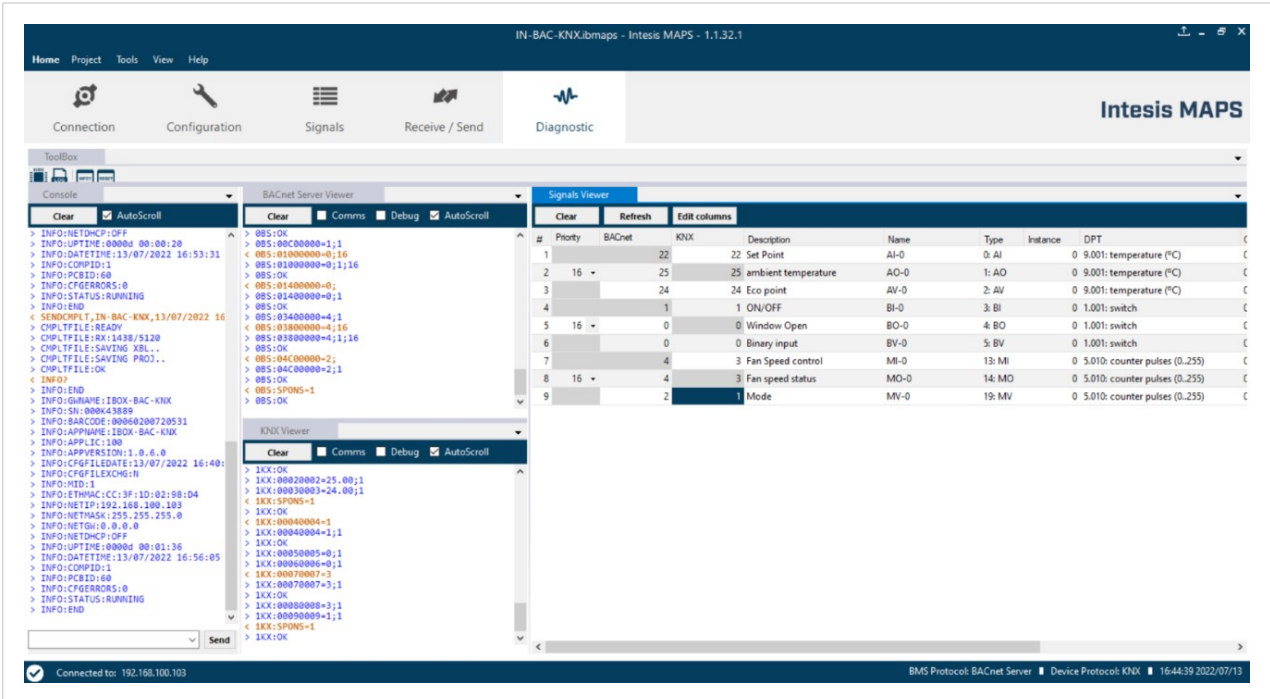 IN-BAC-KNX.ibmaps - Intesis MAPS - 1.1.32.1
Home Project Tools View Help
Connection Configuration Signals Receive / Send Diagnostic
Intesis MAPS
ToolBox
Console
Clear AutoScroll
> INFO:NETDHCP:OFF
> INFO:UPTIME:0000d 00:00:20
> INFO:DATETIME:13/07/2022 16:53:31
> INFO:COMPID:1
> INFO:PCBID:60
> INFO:CFGERRORS:0
> INFO:STATUS:RUNNING
> INFO:END
< SENDCMPLT,IN-BAC-KNX,13/07/2022 16
> CMPLTFILE:READY
> CMPLTFILE:RX:1438/5120
> CMPLTFILE:SAVING XBL..
> CMPLTFILE:SAVING PROJ..
> CMPLTFILE:OK
< INFO?
> INFO:END
> INFO:GWNAME:IBOX-BAC-KNX
> INFO:SN:000K43889
> INFO:BARCODE:00060200720531
> INFO:APPNAME:IBOX-BAC-KNX
> INFO:APPLIC:100
> INFO:APPVERSION:1.0.6.0
> INFO:CFGFILEDATE:13/07/2022 16:40:
> INFO:CFGFILEXCHG:N
> INFO:MID:1
> INFO:ETHMAC:CC:3F:1D:02:98:D4
> INFO:NETIP:192.168.100.103
> INFO:NETMASK:255.255.255.0
> INFO:NETGW:0.0.0.0
> INFO:NETDHCP:OFF
> INFO:UPTIME:0000d 00:01:36
> INFO:DATETIME:13/07/2022 16:56:05
> INFO:COMPID:1
> INFO:PCBID:60
> INFO:CFGERRORS:0
> INFO:STATUS:RUNNING
> INFO:END
Send
BACnet Server Viewer
Clear Comms Debug AutoScroll
> 0BS:OK
> 0BS:00C00000=1;1
< 0BS:01000000=0;16
> 0BS:01000000=0;1;16
> 0BS:OK
< 0BS:01400000=0;
> 0BS:01400000=0;1
> 0BS:OK
> 0BS:03400000=4;1
< 0BS:03800000=4;16
> 0BS:03800000=4;1;16
> 0BS:OK
< 0BS:04C00000=2;
> 0BS:04C00000=2;1
> 0BS:OK
< 0BS:SPONS=1
> 0BS:OK
KNX Viewer
Clear Comms Debug AutoScroll
> 1KX:OK
> 1KX:00020002=25.00;1
> 1KX:00030003=24.00;1
< 1KX:SPONS=1
> 1KX:OK
< 1KX:00040004=1
> 1KX:00040004=1;1
> 1KX:OK
> 1KX:00050005=0;1
> 1KX:00060006=0;1
< 1KX:00070007=3
> 1KX:00070007=3;1
> 1KX:OK
> 1KX:00080008=3;1
> 1KX:00090009=1;1
< 1KX:SPONS=1
> 1KX:OK
Signals Viewer
Clear Refresh Edit columns
# Priority BACnet KNX Description Name Type Instance DPT
1 22 22 Set Point AI-0 0: AI 0 9.001: temperature (ºC)
2 16 25 25 ambient temperature AO-0 1: AO 0 9.001: temperature (ºC)
3 24 24 Eco point AV-0 2: AV 0 9.001: temperature (ºC)
4 1 1 ON/OFF BI-0 3: BI 0 1.001: switch
5 16 0 0 Window Open BO-0 4: BO 0 1.001: switch
6 0 0 Binary input BV-0 5: BV 0 1.001: switch
7 4 3 Fan Speed control MI-0 13: MI 0 5.010: counter pulses (0..255)
8 16 4 3 Fan speed status MO-0 14: MO 0 5.010: counter pulses (0..255)
9 2 1 Mode MV-0 19: MV 0 5.010: counter pulses (0..255)
Connected to: 192.168.100.103
BMS Protocol: BACnet Server Device Protocol: KNX 16:44:39 2022/07/13